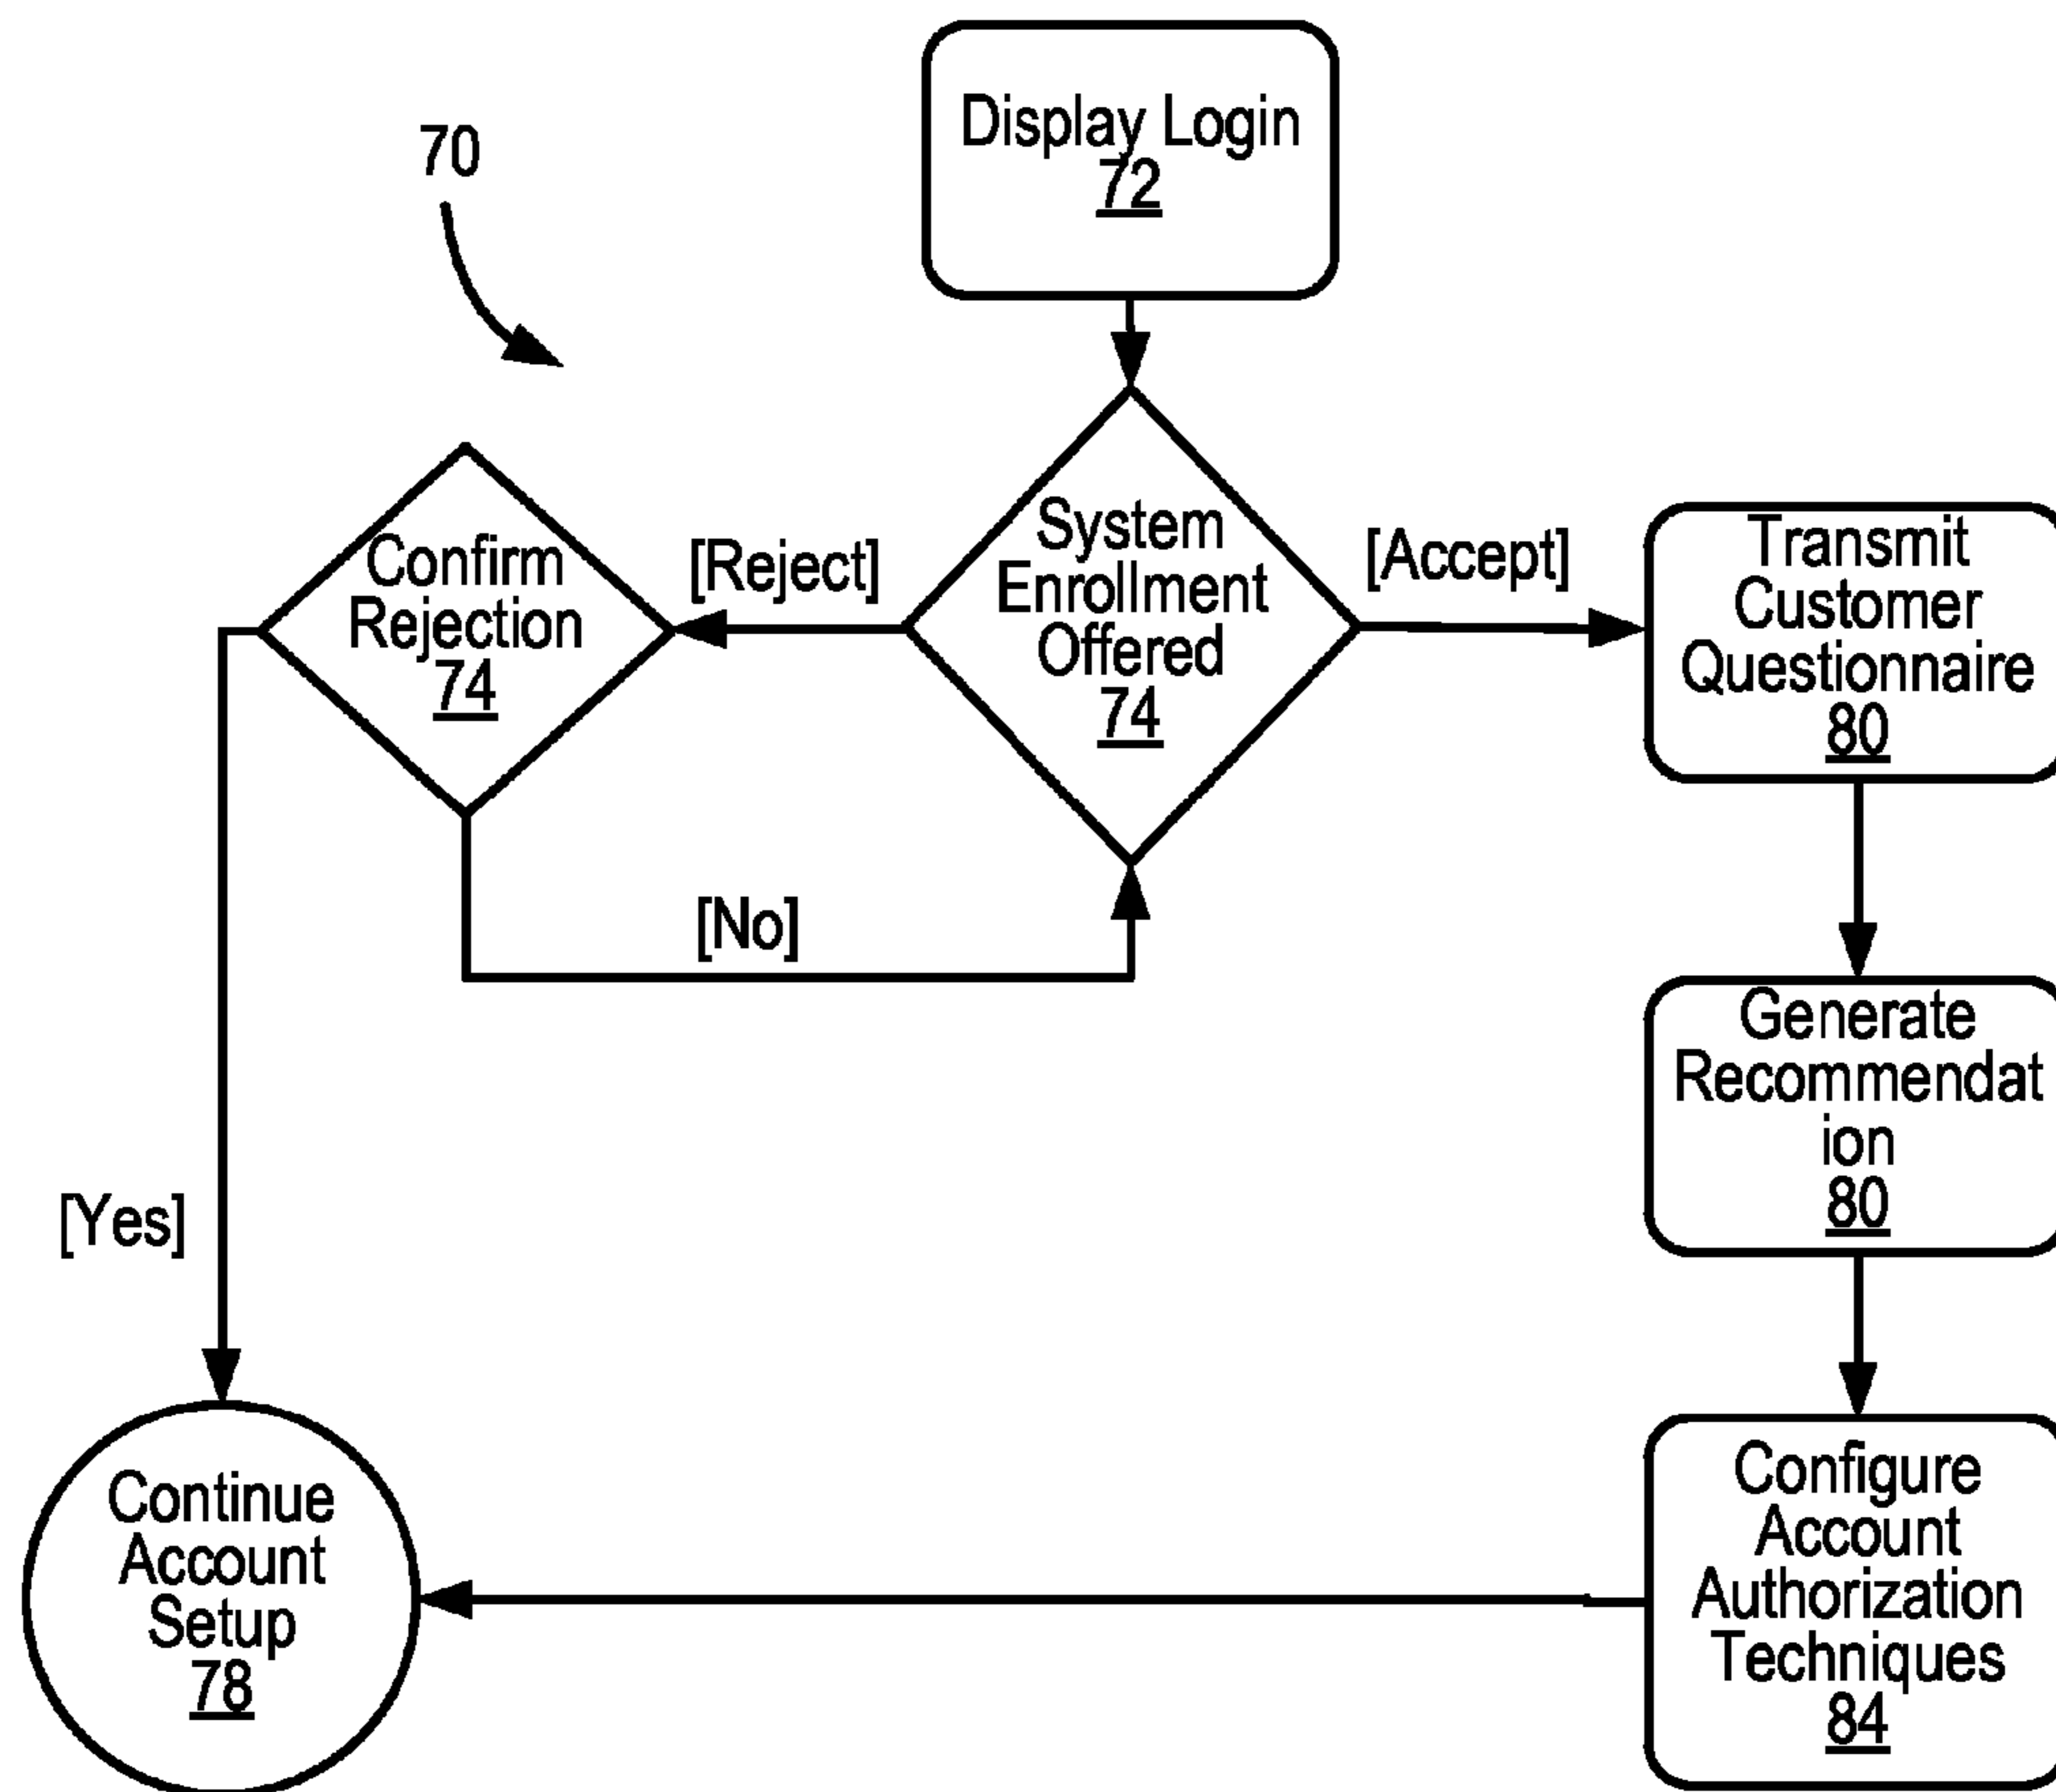 Display Login
72
70
System
Enrollment
Offered
74
[Reject]
[Accept]
Confirm
Rejection
74
Transmit
Customer
Questionnaire
80
[No]
Generate
Recommendat
ion
80
[Yes]
Configure
Account
Authorization
Techniques
84
Continue
Account
Setup
78